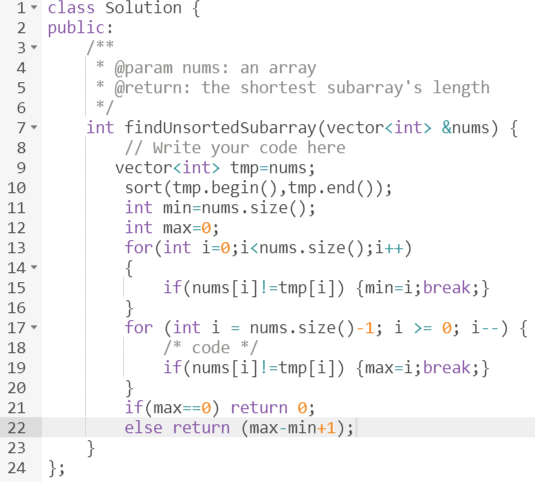 1 class Solution {
2 public:
3     /**
4      * @param nums: an array
5      * @return: the shortest subarray's length
6      */
7     int findUnsortedSubarray(vector<int> &nums) {
8         // Write your code here
9        vector<int> tmp=nums;
10         sort(tmp.begin(),tmp.end());
11         int min=nums.size();
12         int max=0;
13         for(int i=0;i<nums.size();i++)
14         {
15             if(nums[i]!=tmp[i]) {min=i;break;}
16         }
17         for (int i = nums.size()-1; i >= 0; i--) {
18             /* code */
19             if(nums[i]!=tmp[i]) {max=i;break;}
20         }
21         if(max==0) return 0;
22         else return (max-min+1);
23     }
24 };